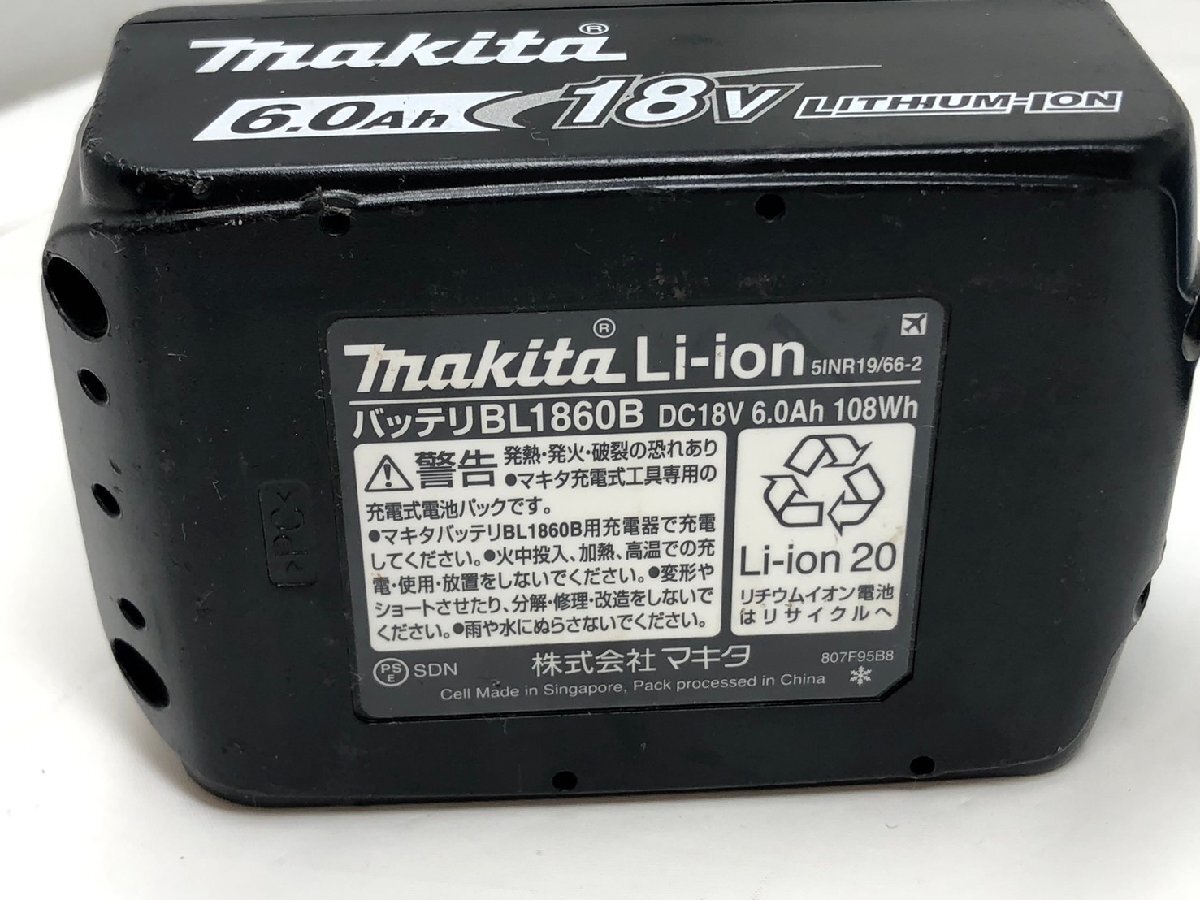 makita®
6.0Ah 18V LITHIUM-ION
makita® Li-ion 5INR19/66-2
バッテリBL1860B DC18V 6.0Ah 108Wh
警告 発熱・発火・破裂の恐れあり
●マキタ充電式工具専用の
充電式電池パックです。
●マキタバッテリBL1860B用充電器で充電
してください。●火中投入、加熱、高温での充
電・使用・放置をしないでください。●変形や
ショートさせたり、分解・修理・改造をしないで
ください。●雨や水にぬらさないでください。
Li-ion 20
リチウムイオン電池
はリサイクルへ
PS
E
SDN 株式会社マキタ 807F95B8
Cell Made in Singapore, Pack processed in China
>PC<